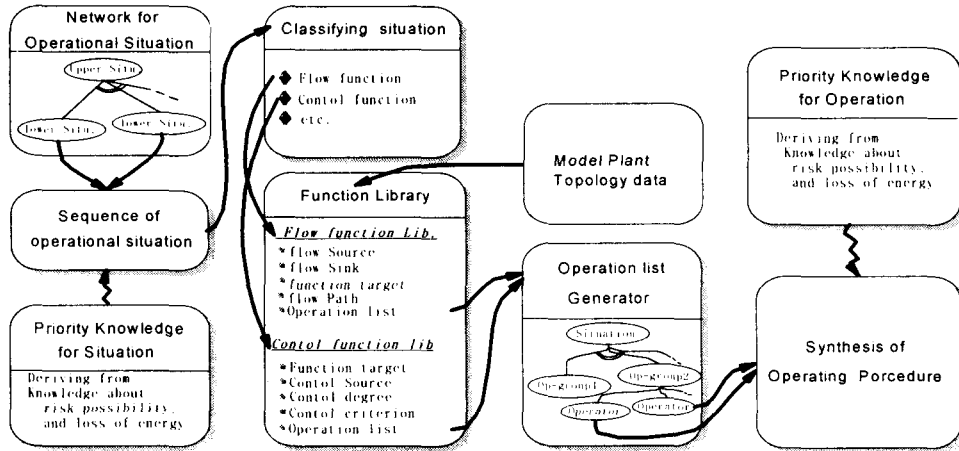 Network for
Operational Situation
Upper Situ
lower Situ.
lower Situ.
Sequence of
operational situation
Priority Knowledge
for Situation
Deriving from
Knowledge about
risk possibility,
and loss of energy
Classifying situation
Flow function
Contol function
etc.
Function Library
Flow function Lib.
flow Source
flow Sink
function target
flow Path
Operation list
Contol function lib
Function target
Contol Source
Contol degree
Contol criterion
Operation list
Model Plant
Topology data
Operation list
Generator
Situation
Op-group1
Op-group2
Operator
Operator
Priority Knowledge
for Operation
Deriving from
Knowledge about
risk possibility,
and loss of energy
Synthesis of
Operating Porcedure